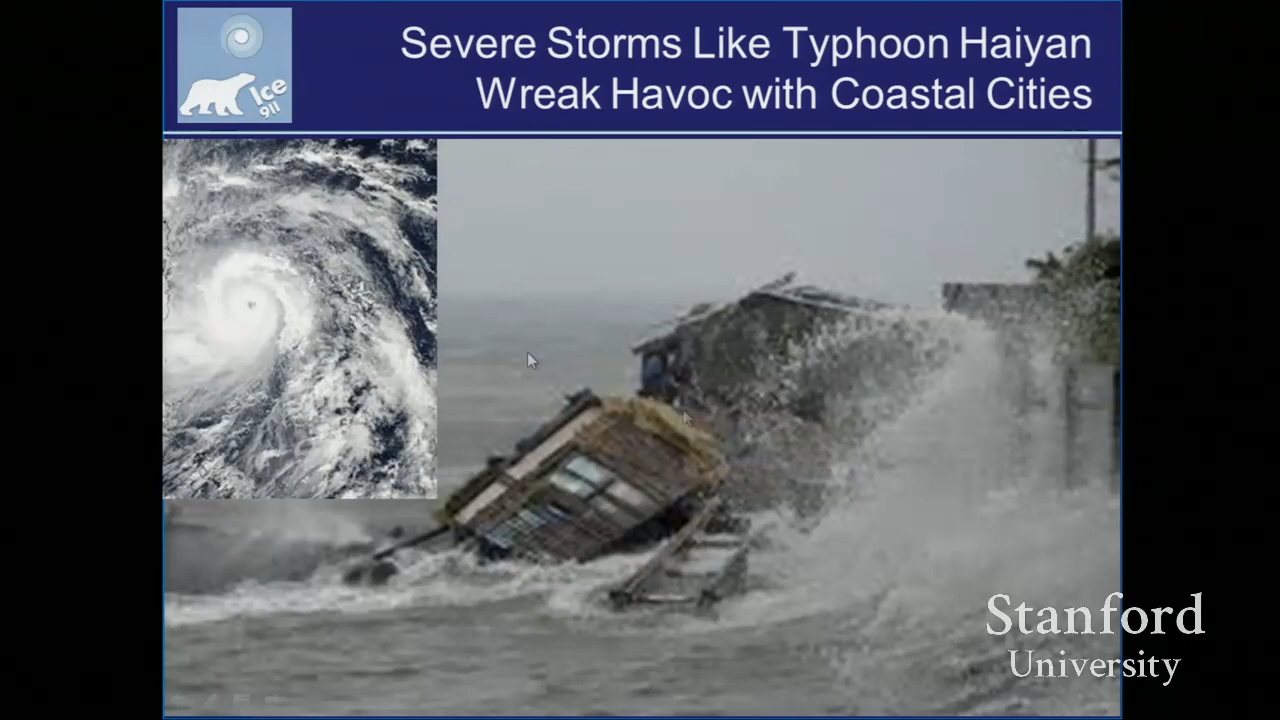 Severe Storms Like Typhoon Haiyan
Wreak Havoc with Coastal Cities
Ice
911
Stanford
University